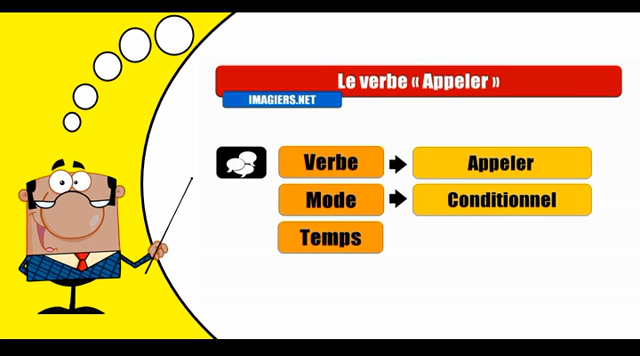 Le verbe « Appeler »
IMAGIERS.NET
Verbe Appeler
Mode Conditionnel
Temps